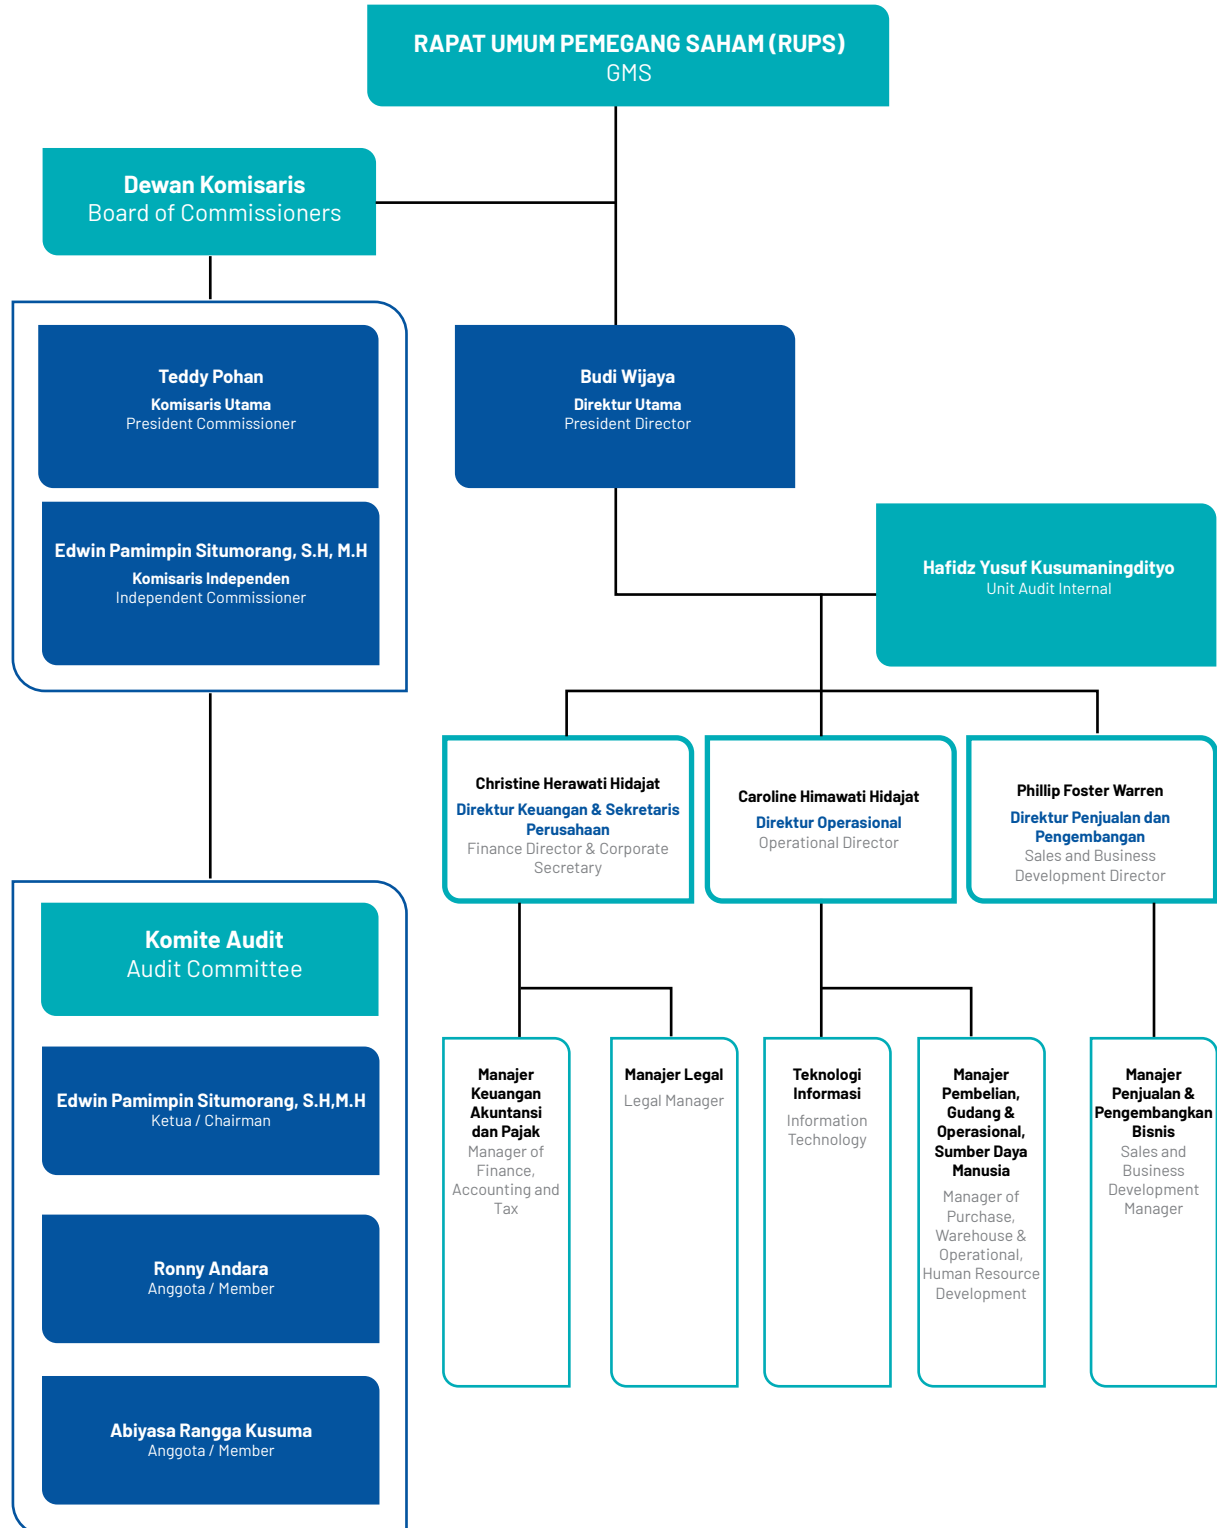 RAPAT UMUM PEMEGANG SAHAM (RUPS)
GMS
Dewan Komisaris
Board of Commissioners
Teddy Pohan
Komisaris Utama
President Commissioner
Budi Wijaya
Direktur Utama
President Director
Edwin Pamimpin Situmorang, S.H, M.H
Komisaris Independen
Independent Commissioner
Hafidz Yusuf Kusumaningdityo
Unit Audit Internal
Christine Herawati Hidajat
Direktur Keuangan & Sekretaris
Perusahaan
Finance Director & Corporate
Secretary
Caroline Himawati Hidajat
Direktur Operasional
Operational Director
Phillip Foster Warren
Direktur Penjualan dan
Pengembangan
Sales and Business
Development Director
Komite Audit
Audit Committee
Edwin Pamimpin Situmorang, S.H,M.H
Ketua / Chairman
Ronny Andara
Anggota / Member
Abiyasa Rangga Kusuma
Anggota / Member
Manajer
Keuangan
Akuntansi
dan Pajak
Manager of
Finance,
Accounting and
Tax
Manajer Legal
Legal Manager
Teknologi
Informasi
Information
Technology
Manajer
Pembelian,
Gudang &
Operasional,
Sumber Daya
Manusia
Manager of
Purchase,
Warehouse &
Operational,
Human Resource
Development
Manajer
Penjualan &
Pengembangkan
Bisnis
Sales and
Business
Development
Manager